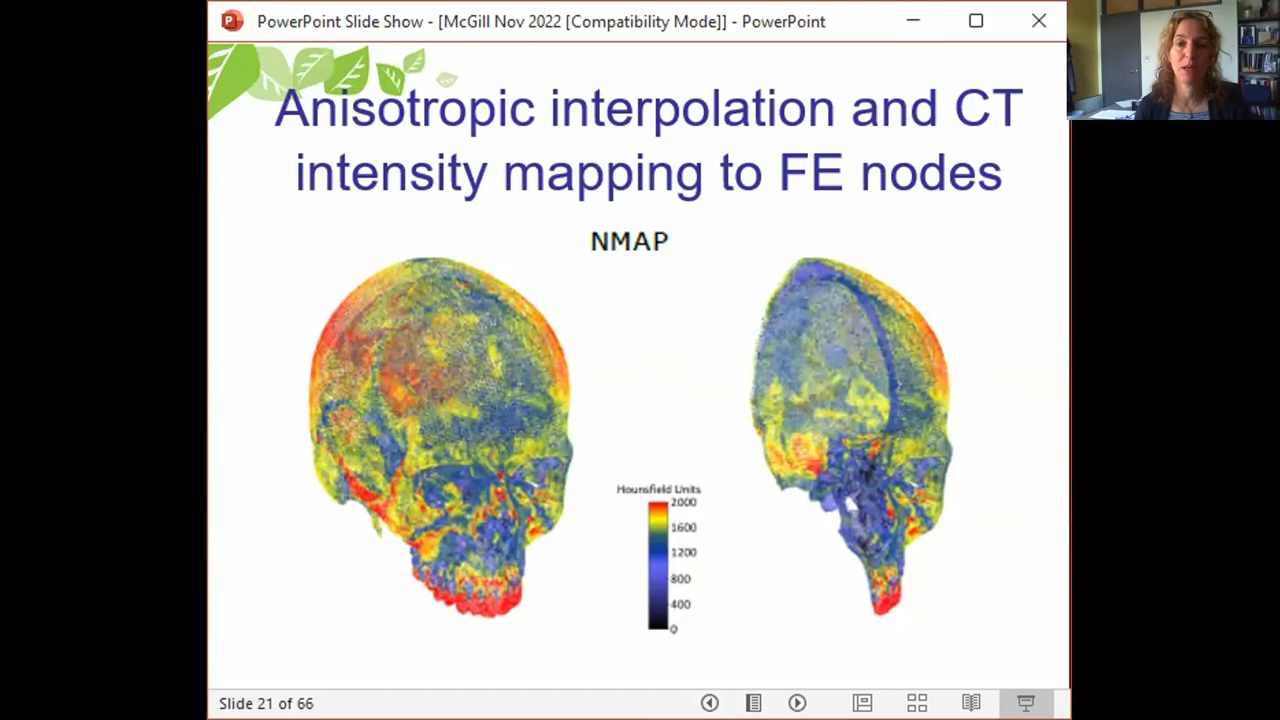 PowerPoint Slide Show - [McGill Nov 2022 [Compatibility Mode]] - PowerPoint
Anisotropic interpolation and CT
intensity mapping to FE nodes
NMAP
Hounsfield Units
2000
1600
1200
800
400
0
Slide 21 of 66